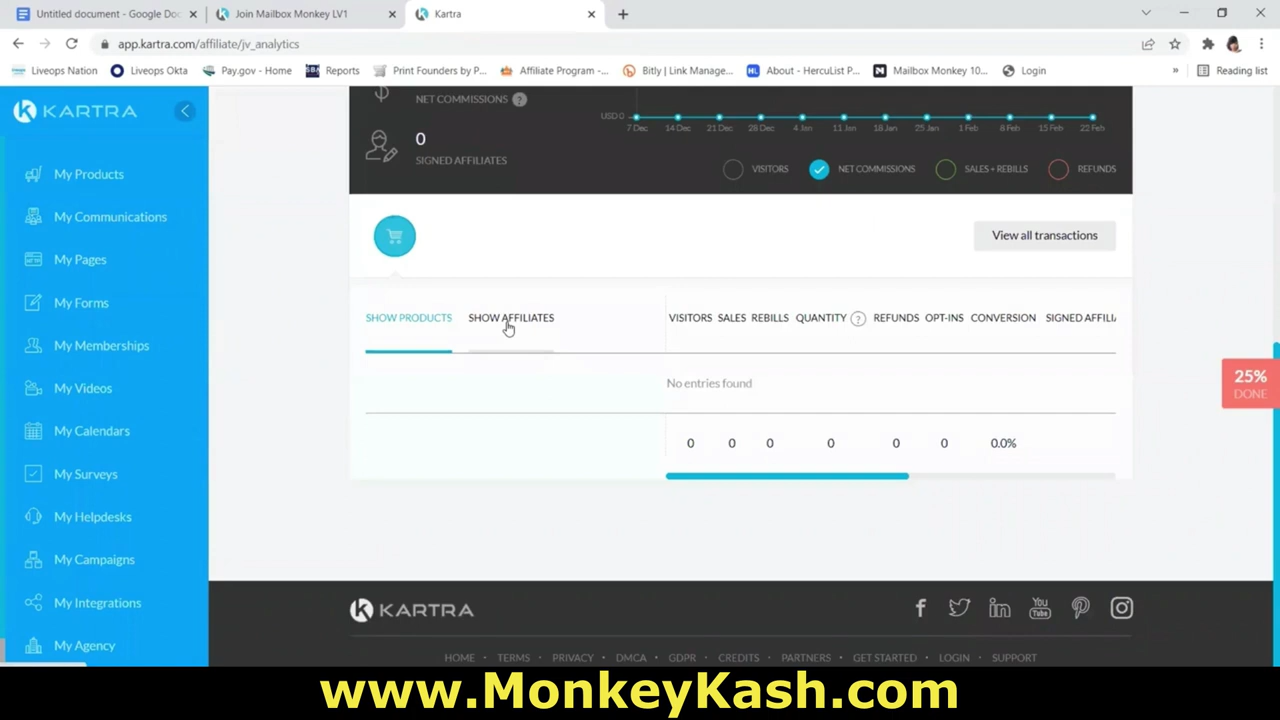 Untitled document - Google Doc
Join Mailbox Monkey LV1
Kartra
app.kartra.com/affiliate/jv_analytics
Liveops Nation
Liveops Okta
Pay.gov - Home
SBA
Reports
Print Founders by P...
Affiliate Program -...
Bitly | Link Manage...
HL
About - HercuList P...
Mailbox Monkey 10...
Login
Reading list
KARTRA
My Products
My Communications
My Pages
My Forms
My Memberships
My Videos
My Calendars
My Surveys
My Helpdesks
My Campaigns
My Integrations
My Agency
NET COMMISSIONS ?
0
SIGNED AFFILIATES
USD 0
7 Dec 14 Dec 21 Dec 28 Dec 4 Jan 11 Jan 18 Jan 25 Jan 1 Feb 8 Feb 15 Feb 22 Feb
VISITORS NET COMMISSIONS SALES + REBILLS REFUNDS
View all transactions
SHOW PRODUCTS SHOW AFFILIATES VISITORS SALES REBILLS QUANTITY ? REFUNDS OPT-INS CONVERSION SIGNED AFFILI
No entries found
0 0 0 0 0 0 0.0%
25%
DONE
KARTRA
You
Tube
HOME • TERMS • PRIVACY • DMCA • GDPR • CREDITS • PARTNERS • GET STARTED • LOGIN • SUPPORT
www.MonkeyKash.com